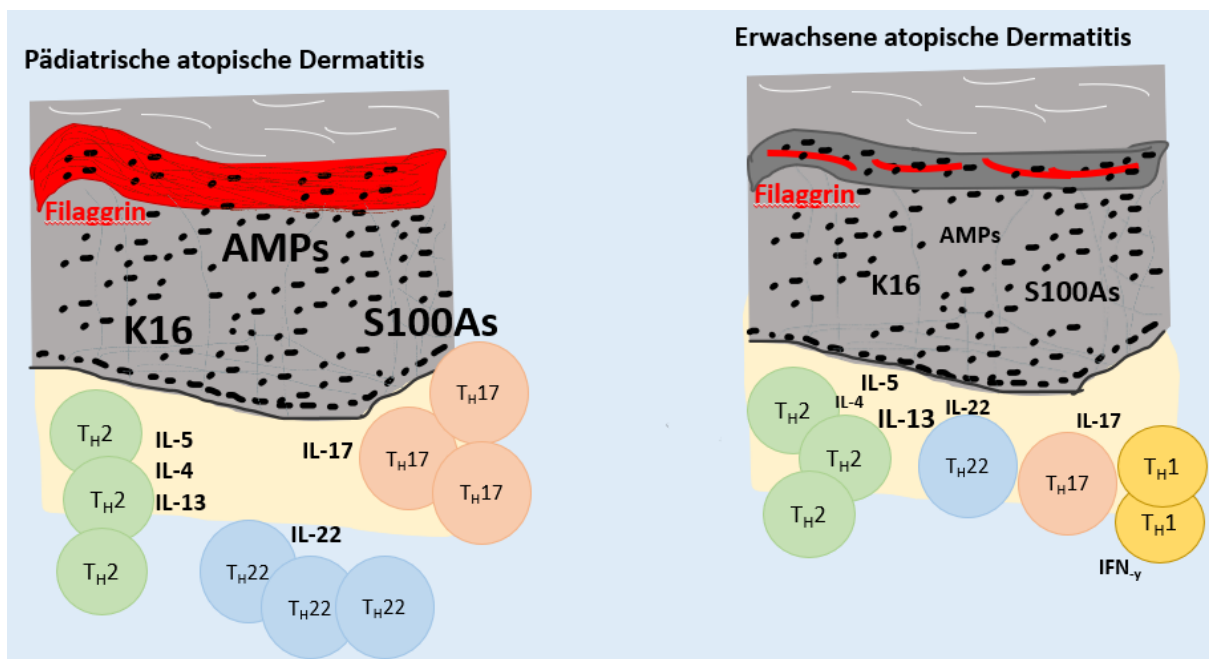 Pädiatrische atopische Dermatitis
Filaggrin
AMPs
K16
S100As
TH17
TH2
IL-5
IL-17
TH17
IL-4
TH2
IL-13
TH17
IL-22
TH2
TH22
TH22
TH22
Erwachsene atopische Dermatitis
Filaggrin
AMPs
K16
S100As
IL-5
TH2
IL-4
IL-13
IL-22
IL-17
TH2
TH22
TH17
TH1
TH2
TH1
IFN-y